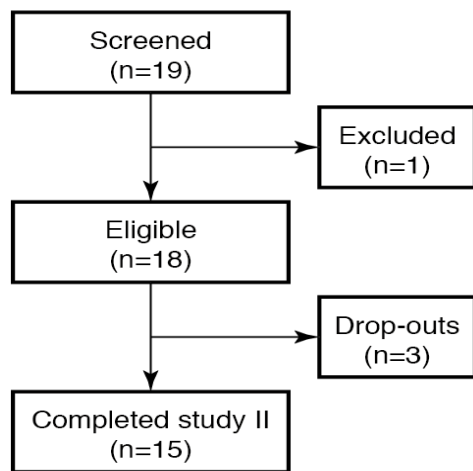 Screened
(n=19)
Excluded
(n=1)
Eligible
(n=18)
Drop-outs
(n=3)
Completed study II
(n=15)